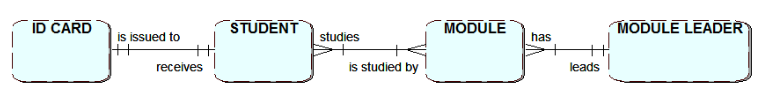 ID CARD
is issued to
receives
STUDENT
studies
is studied by
MODULE
has
leads
MODULE LEADER